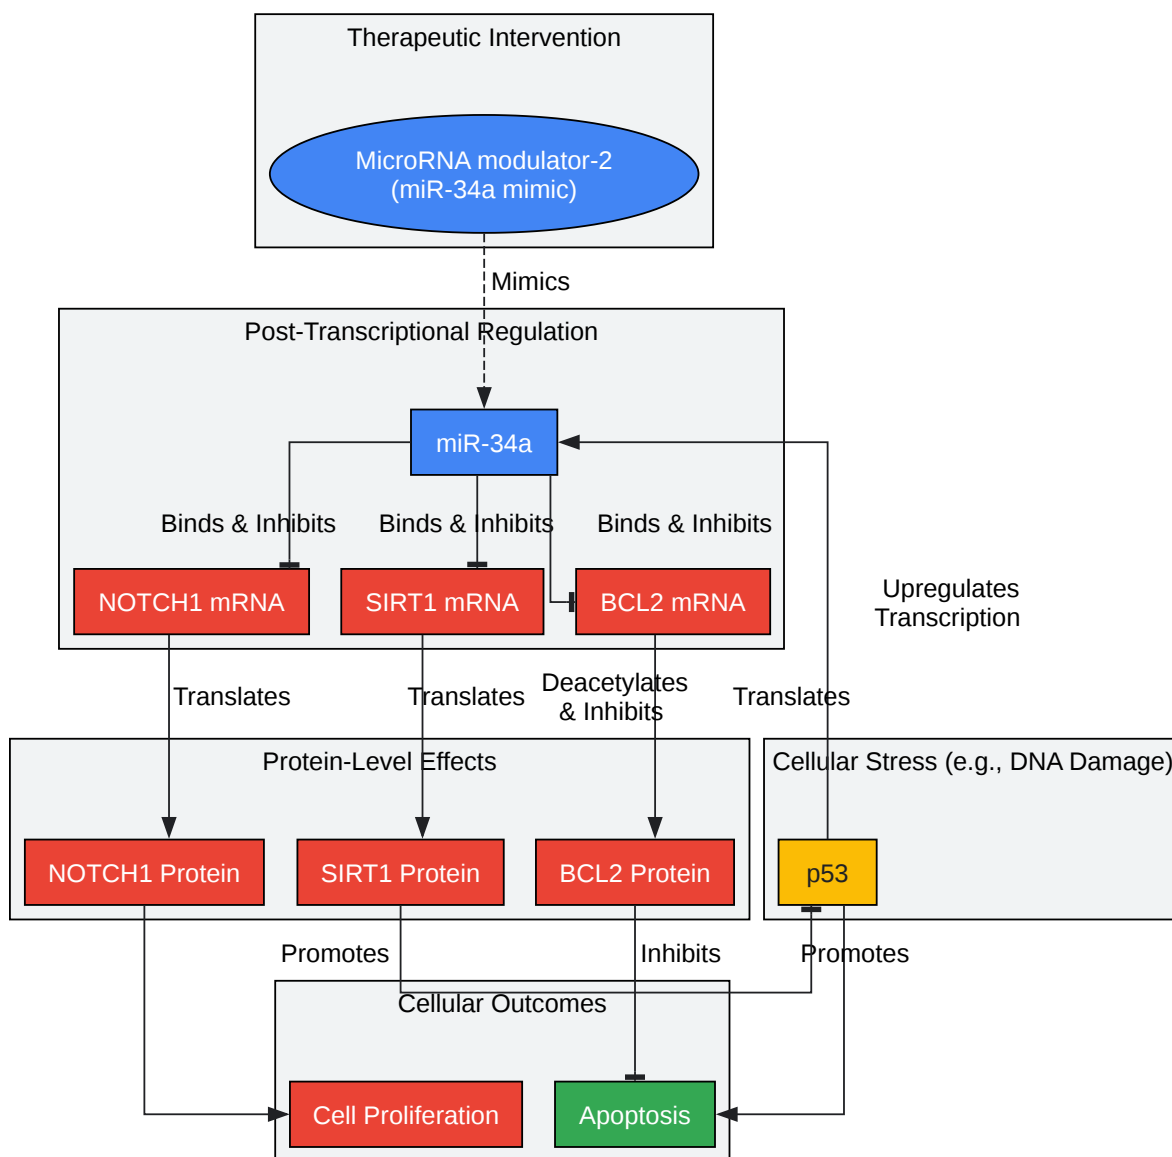 Therapeutic Intervention
MicroRNA modulator-2
(miR-34a mimic)
Mimics
Post-Transcriptional Regulation
miR-34a
Binds & Inhibits
Binds & Inhibits
Binds & Inhibits
NOTCH1 mRNA
SIRT1 mRNA
BCL2 mRNA
Upregulates
Transcription
Translates
Translates
Deacetylates
& Inhibits
Translates
Protein-Level Effects
Cellular Stress (e.g., DNA Damage)
NOTCH1 Protein
SIRT1 Protein
BCL2 Protein
p53
Promotes
Inhibits
Promotes
Cellular Outcomes
Cell Proliferation
Apoptosis